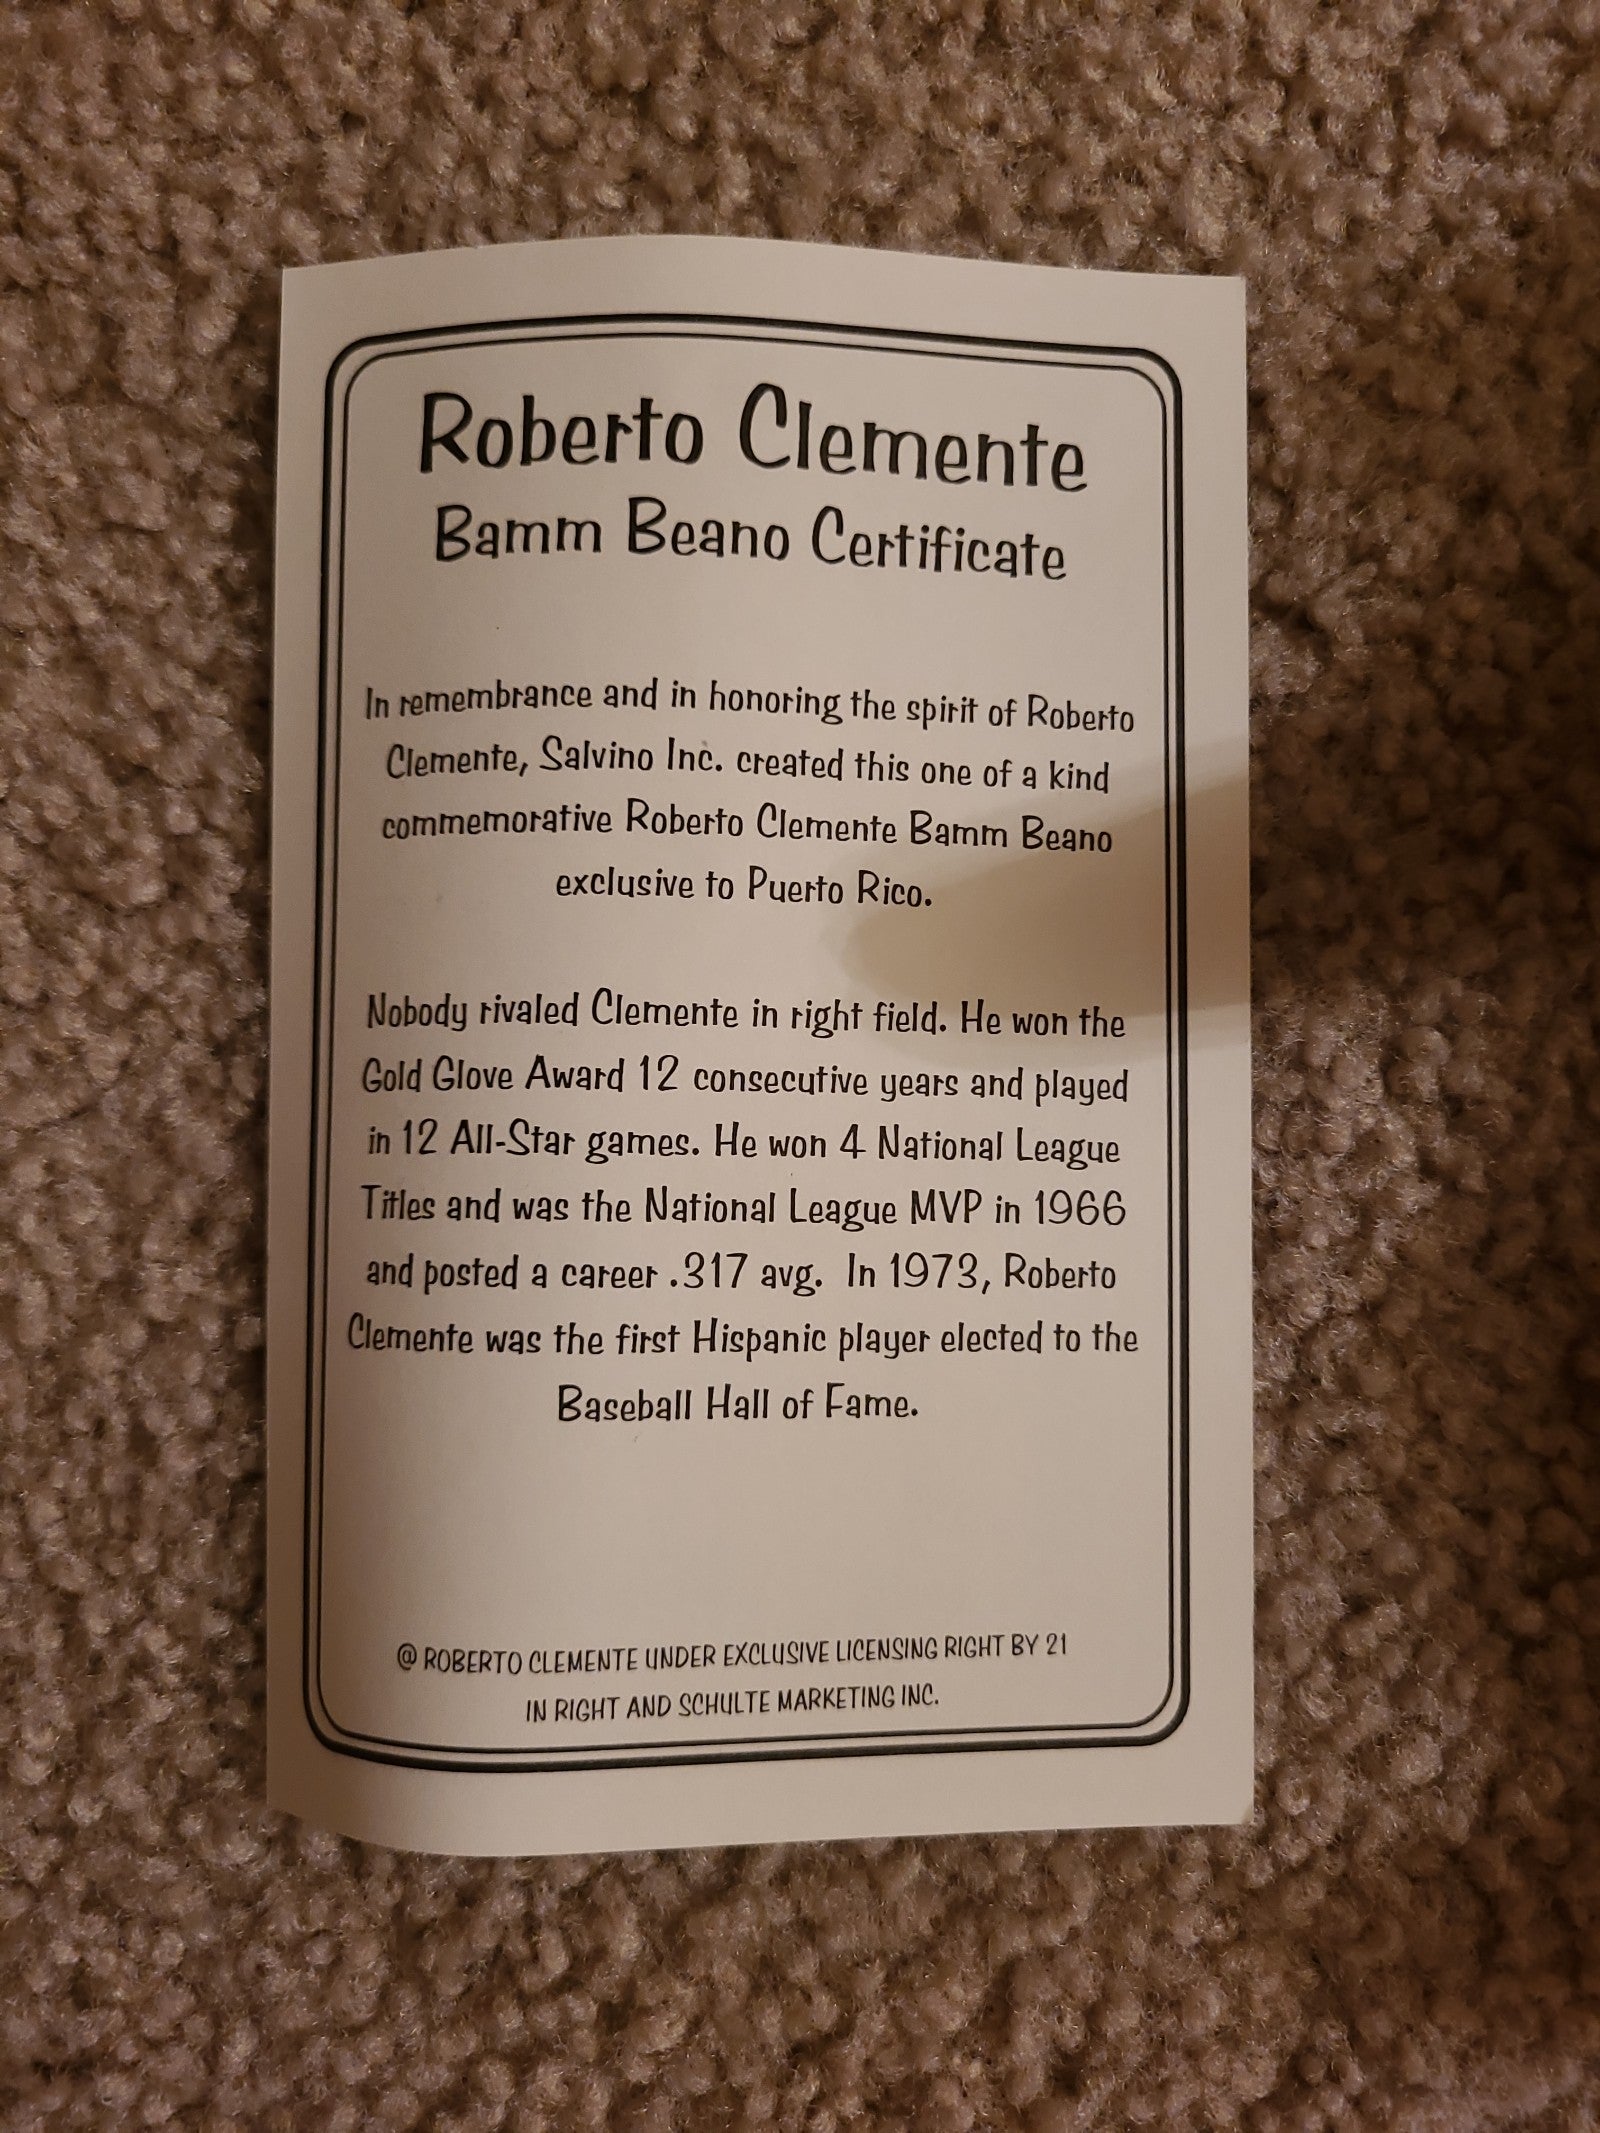 Roberto Clemente
Bamm Beano Certificate
In remembrance and in honoring the spirit of Roberto
Clemente, Salvino Inc. created this one of a kind
commemorative Roberto Clemente Bamm Beano
exclusive to Puerto Rico.
Nobody rivaled Clemente in right field. He won the
Gold Glove Award 12 consecutive years and played
in 12 All-Star games. He won 4 National League
Titles and was the National League MVP in 1966
and posted a career .317 avg. In 1973, Roberto
Clemente was the first Hispanic player elected to the
Baseball Hall of Fame.
@ ROBERTO CLEMENTE UNDER EXCLUSIVE LICENSING RIGHT BY 21
IN RIGHT AND SCHULTE MARKETING INC.